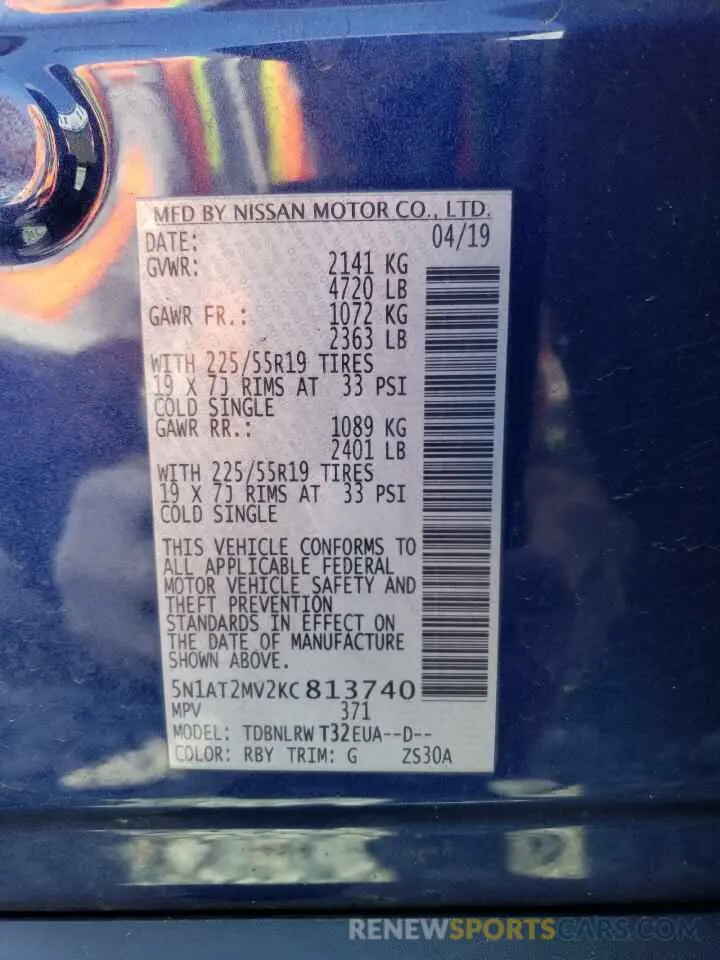 MFD BY NISSAN MOTOR CO., LTD.
DATE: 04/19
GVWR: 2141 KG
4720 LB
GAWR FR.: 1072 KG
2363 LB
WITH 225/55R19 TIRES
19 X 7J RIMS AT 33 PSI
COLD SINGLE
GAWR RR.: 1089 KG
2401 LB
WITH 225/55R19 TIRES
19 X 7J RIMS AT 33 PSI
COLD SINGLE
THIS VEHICLE CONFORMS TO
ALL APPLICABLE FEDERAL
MOTOR VEHICLE SAFETY AND
THEFT PREVENTION
STANDARDS IN EFFECT ON
THE DATE OF MANUFACTURE
SHOWN ABOVE.
5N1AT2MV2KC813740
MPV 371
MODEL: TDBNLRW T32EUA--D--
COLOR: RBY TRIM: G ZS30A
RENEWSPORTSCARS.COM